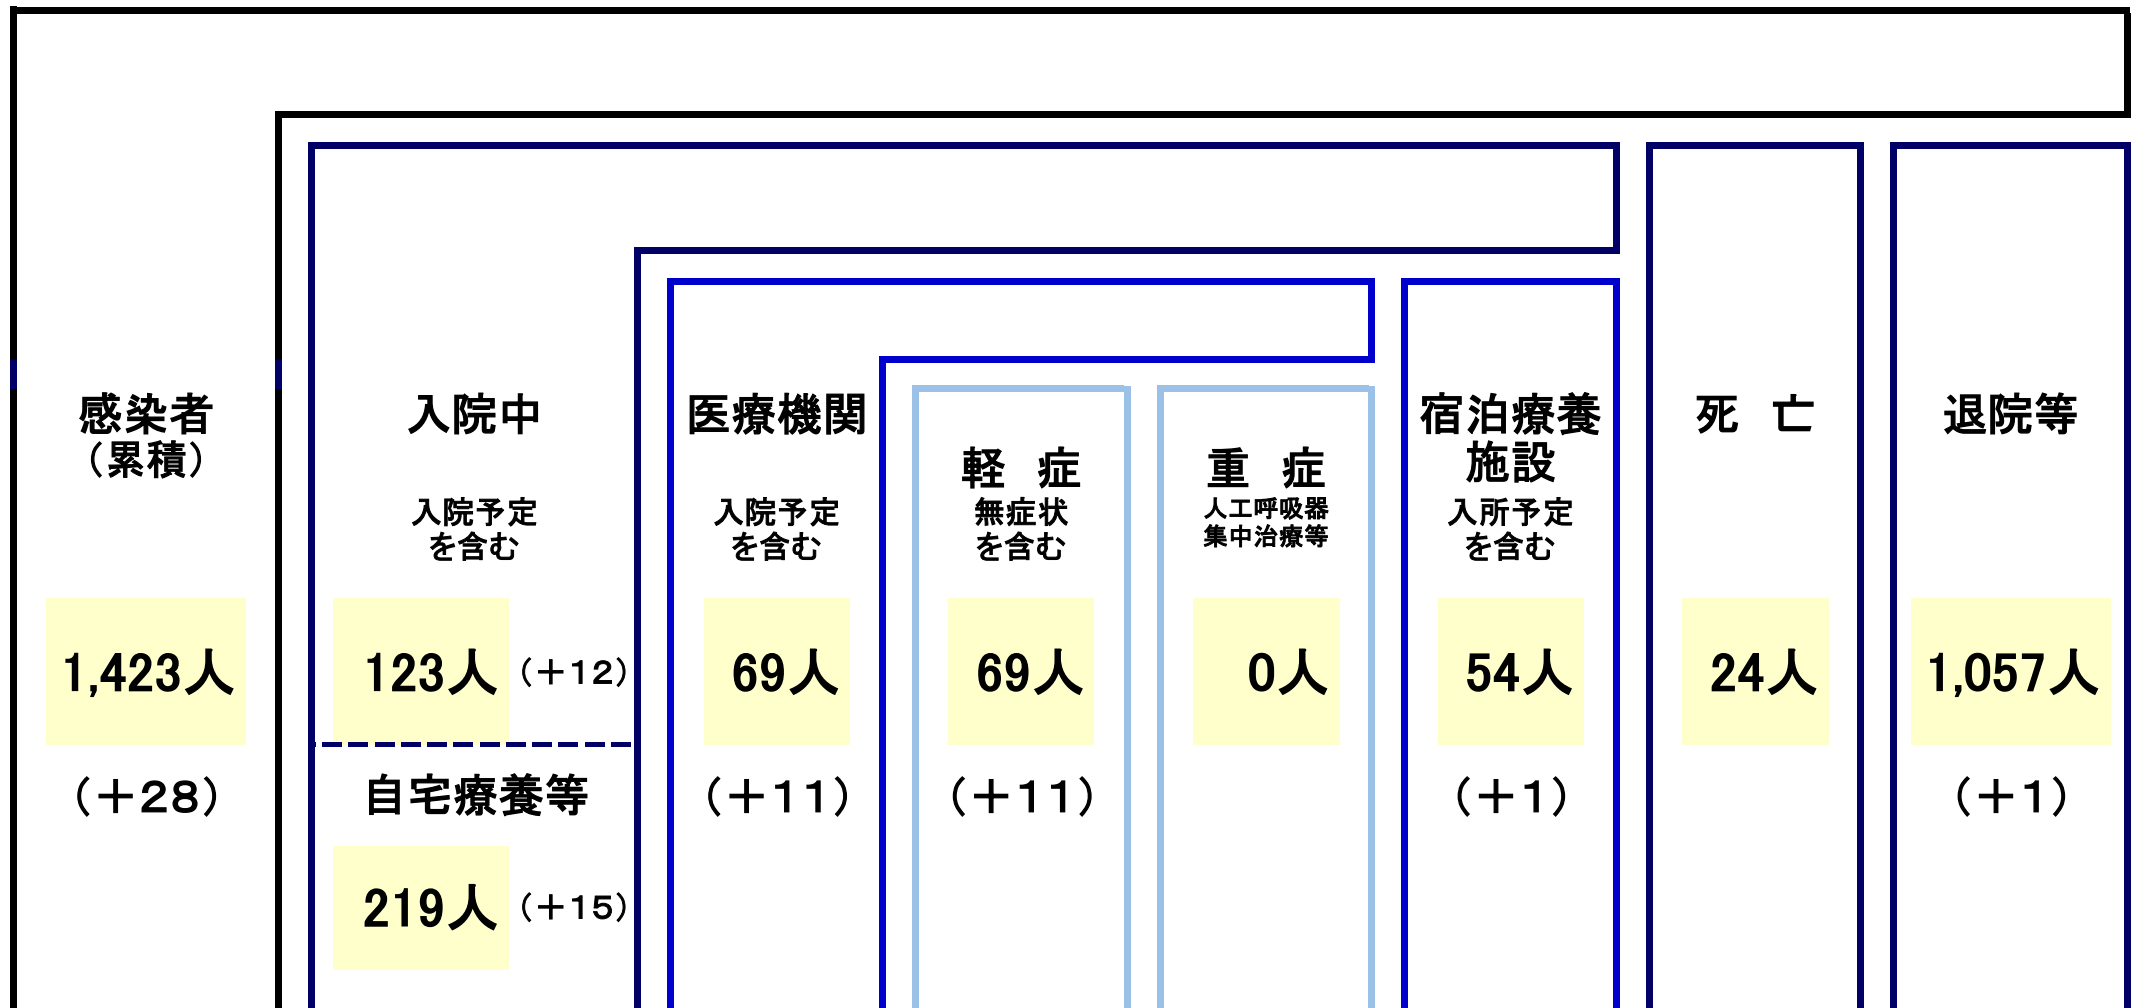 感染者
（累積）
1,423人
（＋28）
入院中
入院予定
を含む
123人 （＋12）
自宅療養等
219人 （＋15）
医療機関
入院予定
を含む
69人
（＋11）
軽　症
無症状
を含む
69人
（＋11）
重　症
人工呼吸器
集中治療等
0人
宿泊療養
施設
入所予定
を含む
54人
（＋1）
死　亡
24人
退院等
1,057人
（＋1）